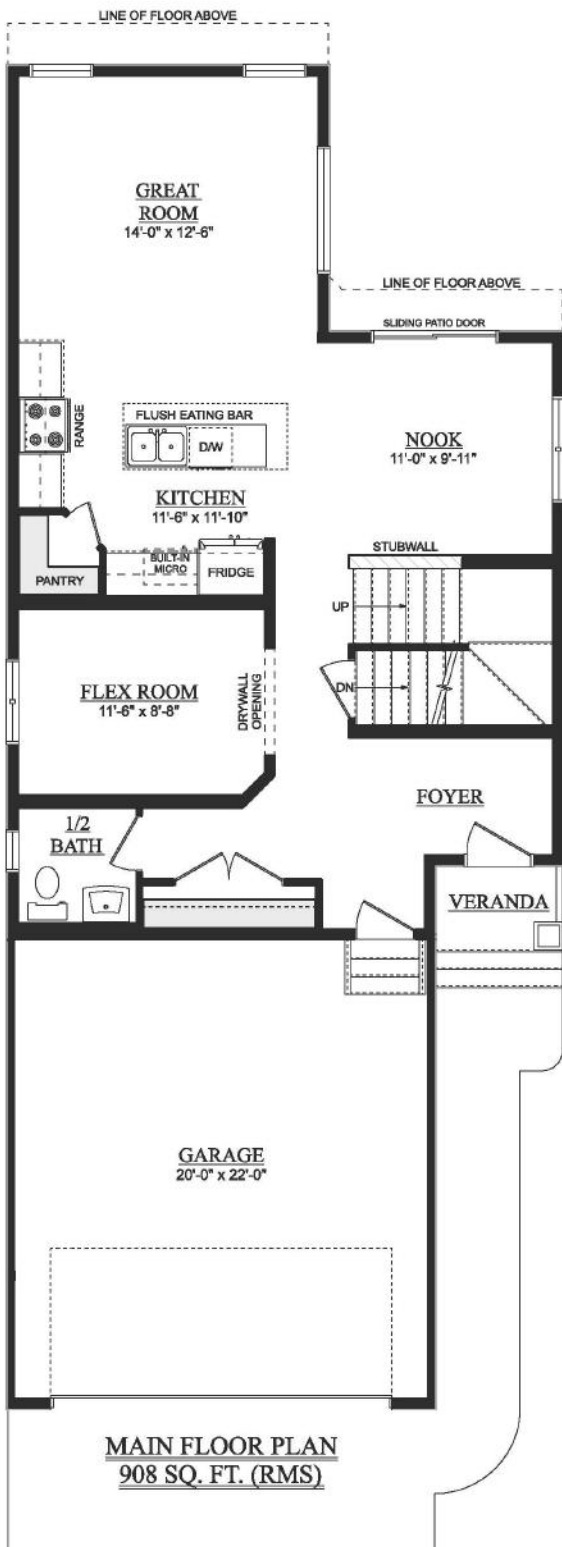 LINE OF FLOOR ABOVE
GREAT
ROOM
14'-0" x 12'-6"
LINE OF FLOOR ABOVE
SLIDING PATIO DOOR
RANGE
FLUSH EATING BAR
D/W
NOOK
11'-0" x 9'-11"
KITCHEN
11'-6" x 11'-10"
STUBWALL
BUILT-IN
MICRO
FRIDGE
PANTRY
UP
DN
FLEX ROOM
11'-6" x 8'-8"
DRYWALL
OPENING
FOYER
1/2
BATH
VERANDA
GARAGE
20'-0" x 22'-0"
MAIN FLOOR PLAN
908 SQ. FT. (RMS)